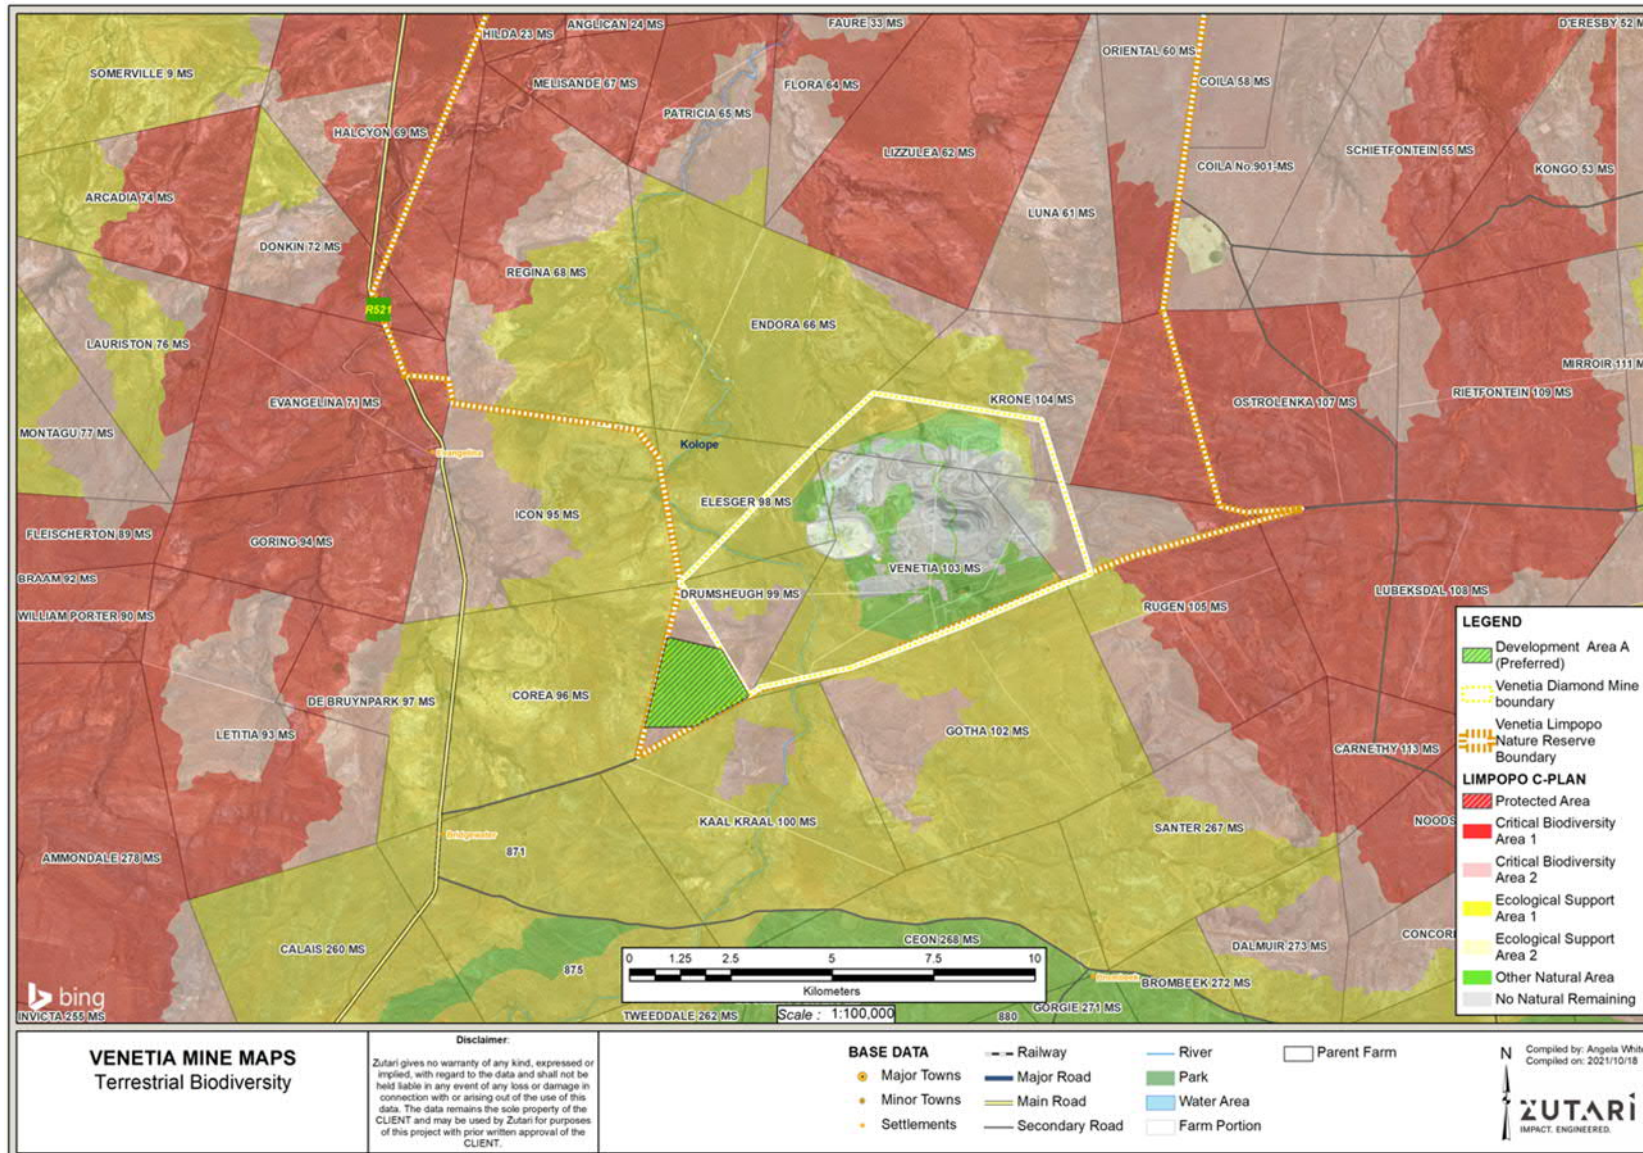 HILDA 23 MS
ANGLICAN 24 MS
FAURE 33 MS
D'ERESBY 52 M
SOMERVILLE 9 MS
MELISANDE 67 MS
FLORA 64 MS
ORIENTAL 60 MS
COILA 58 MS
PATRICIA 65 MS
HALCYON 69 MS
LIZZULEA 62 MS
SCHIETFONTEIN 55 MS
COILA No.901-MS
KONGO 53 MS
ARCADIA 74 MS
LUNA 61 MS
DONKIN 72 MS
REGINA 68 MS
R521
ENDORA 66 MS
LAURISTON 76 MS
MIRROIR 111 M
EVANGELINA 71 MS
KRONE 104 MS
OSTROLENKA 107 MS
RIETFONTEIN 109 MS
MONTAGU 77 MS
Kolope
Evangelina
ELESGER 98 MS
ICON 95 MS
FLEISCHERTON 89 MS
GORING 94 MS
BRAAM 92 MS
VENETIA 103 MS
DRUMSHEUGH 99 MS
LUBEKSDAL 108 MS
WILLIAM PORTER 90 MS
RUGEN 105 MS
COREA 96 MS
DE BRUYNPARK 97 MS
LETITIA 93 MS
GOTHA 102 MS
CARNETHY 113 MS
KAAL KRAAL 100 MS
SANTER 267 MS
NOODS
Bridgewater
871
AMMONDALE 278 MS
CALAIS 260 MS
CEON 268 MS
DALMUIR 273 MS
CONCORD
875
BROMBEEK 272 MS
GORGIE 271 MS
880
TWEEDDALE 262 MS
INVICTA 255 MS
bing
0 1.25 2.5 5 7.5 10
Kilometers
Scale : 1:100,000
LEGEND
Development Area A
(Preferred)
Venetia Diamond Mine
boundary
Venetia Limpopo
Nature Reserve
Boundary
LIMPOPO C-PLAN
Protected Area
Critical Biodiversity
Area 1
Critical Biodiversity
Area 2
Ecological Support
Area 1
Ecological Support
Area 2
Other Natural Area
No Natural Remaining
VENETIA MINE MAPS
Terrestrial Biodiversity
Disclaimer:
Zutari gives no warranty of any kind, expressed or
implied, with regard to the data and shall not be
held liable in any event of any loss or damage in
connection with or arising out of the use of this
data. The data remains the sole property of the
CLIENT and may be used by Zutari for purposes
of this project with prior written approval of the
CLIENT.
BASE DATA
Major Towns
Minor Towns
Settlements
Railway
Major Road
Main Road
Secondary Road
River
Park
Water Area
Farm Portion
Parent Farm
N
Compiled by: Angela White
Compiled on: 2021/10/18
ZUTARI
IMPACT. ENGINEERED.